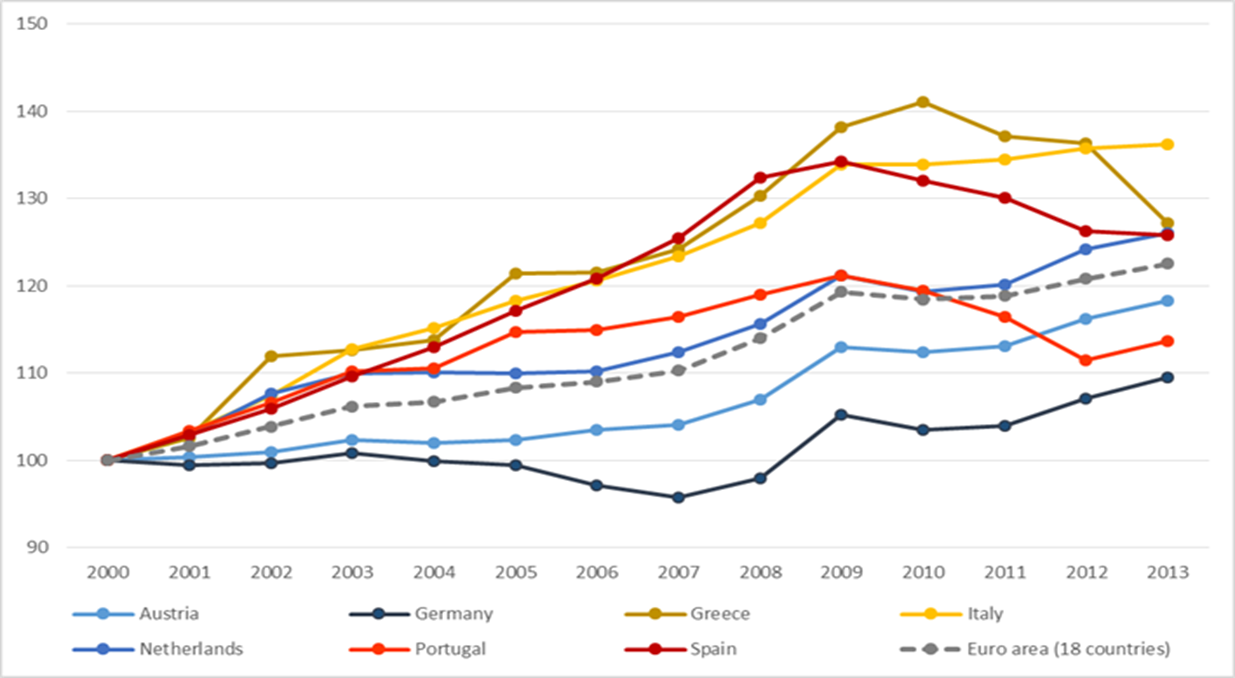 150
140
130
120
110
100
90
2000 2001 2002 2003 2004 2005 2006 2007 2008 2009 2010 2011 2012 2013
Austria Germany Greece Italy
Netherlands Portugal Spain Euro area (18 countries)